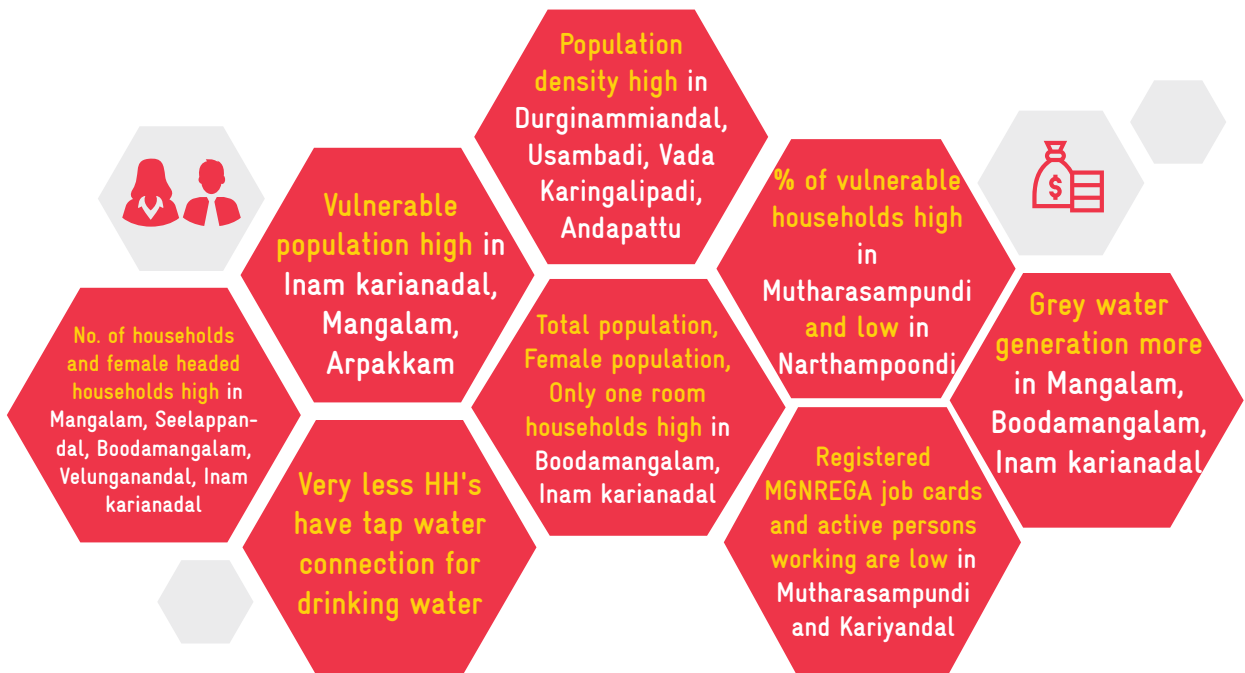 Population
density high in
Durginammiandal,
Usambadi, Vada
Karingalipadi,
Andapattu
Vulnerable
population high in
Inam karianadal,
Mangalam,
Arpakkam
% of vulnerable
households high
in
Mutharasampundi
and low in
Narthampoondi
$
No. of households
and female headed
households high in
Mangalam, Seelappan-
dal, Boodamangalam,
Velunganandal, Inam
karianadal
Total population,
Female population,
Only one room
households high in
Boodamangalam,
Inam karianadal
Grey water
generation more
in Mangalam,
Boodamangalam,
Inam karianadal
Very less HH's
have tap water
connection for
drinking water
Registered
MGNREGA job cards
and active persons
working are low in
Mutharasampundi
and Kariyandal